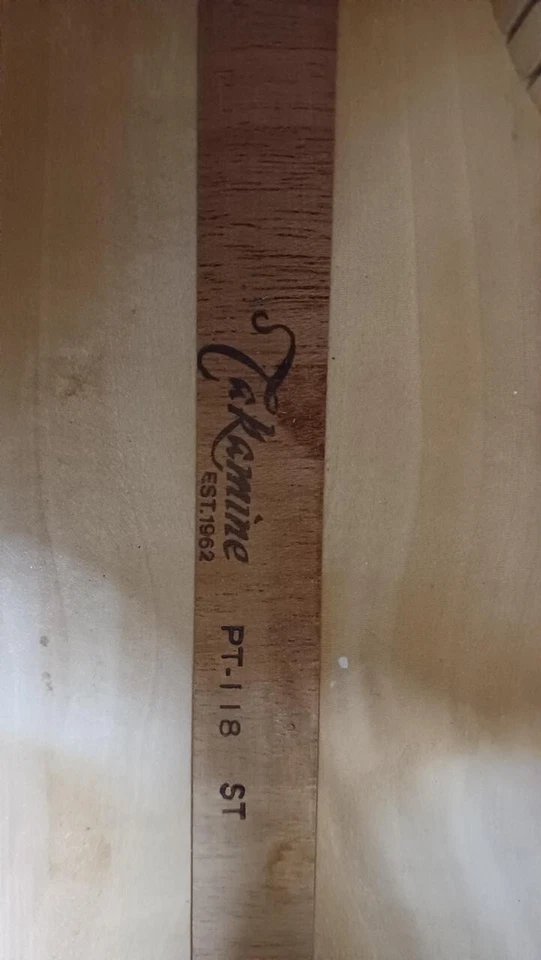 Takamine
EST.1962
PT-118 ST